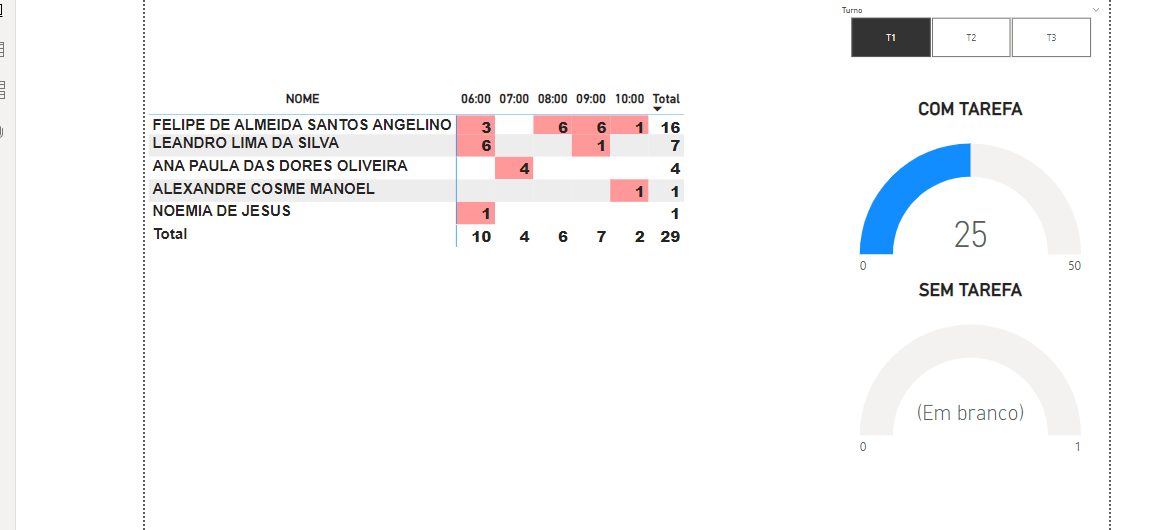 Turno
T1 T2 T3
NOME 06:00 07:00 08:00 09:00 10:00 Total
FELIPE DE ALMEIDA SANTOS ANGELINO 3 6 6 1 16
LEANDRO LIMA DA SILVA 6 1 7
ANA PAULA DAS DORES OLIVEIRA 4 4
ALEXANDRE COSME MANOEL 1 1
NOEMIA DE JESUS 1 1
Total 10 4 6 7 2 29
COM TAREFA
25
0 50
SEM TAREFA
(Em branco)
0 1